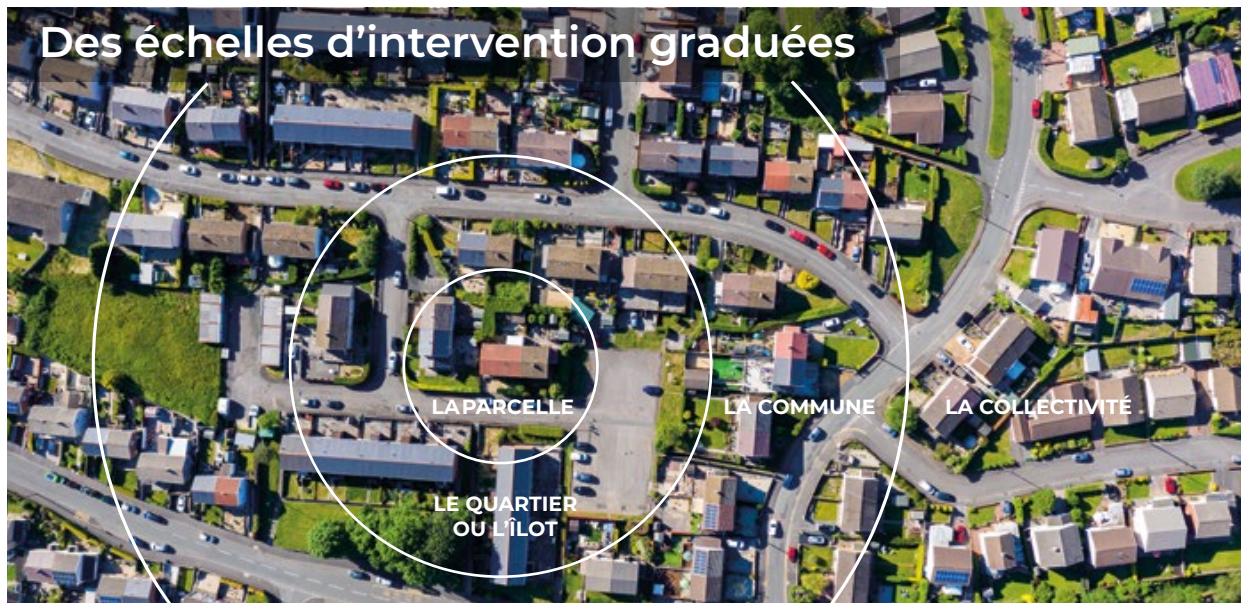 Des échelles d'intervention graduées
LA PARCELLE
LA COMMUNE
LA COLLECTIVITÉ
LE QUARTIER
OU L'ÎLOT